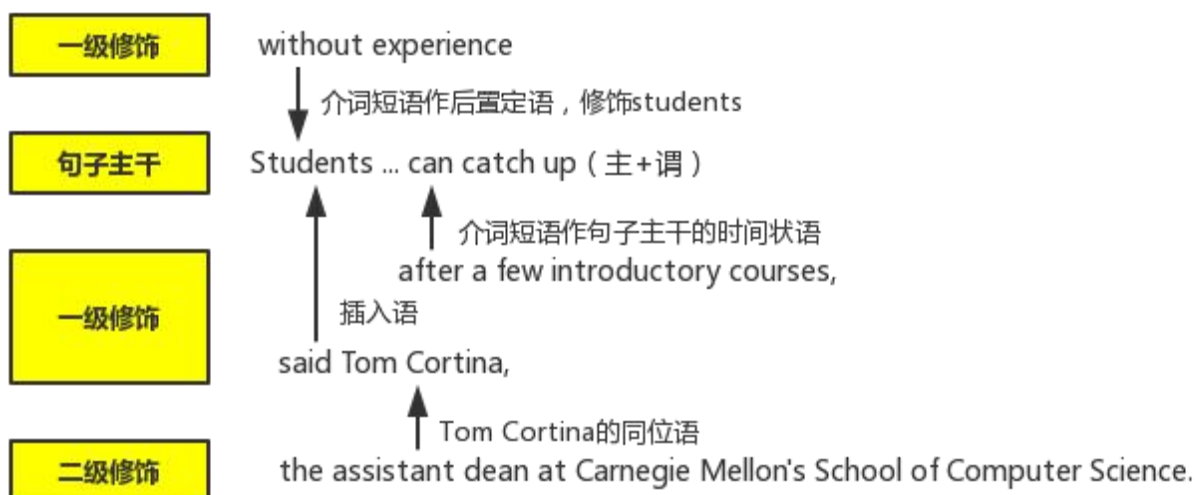 一级修饰 without experience
介词短语作后置定语，修饰students
句子主干 Students ... can catch up（主+谓）
介词短语作句子主干的时间状语
after a few introductory courses,
一级修饰 插入语
said Tom Cortina,
Tom Cortina的同位语
二级修饰 the assistant dean at Carnegie Mellon's School of Computer Science.